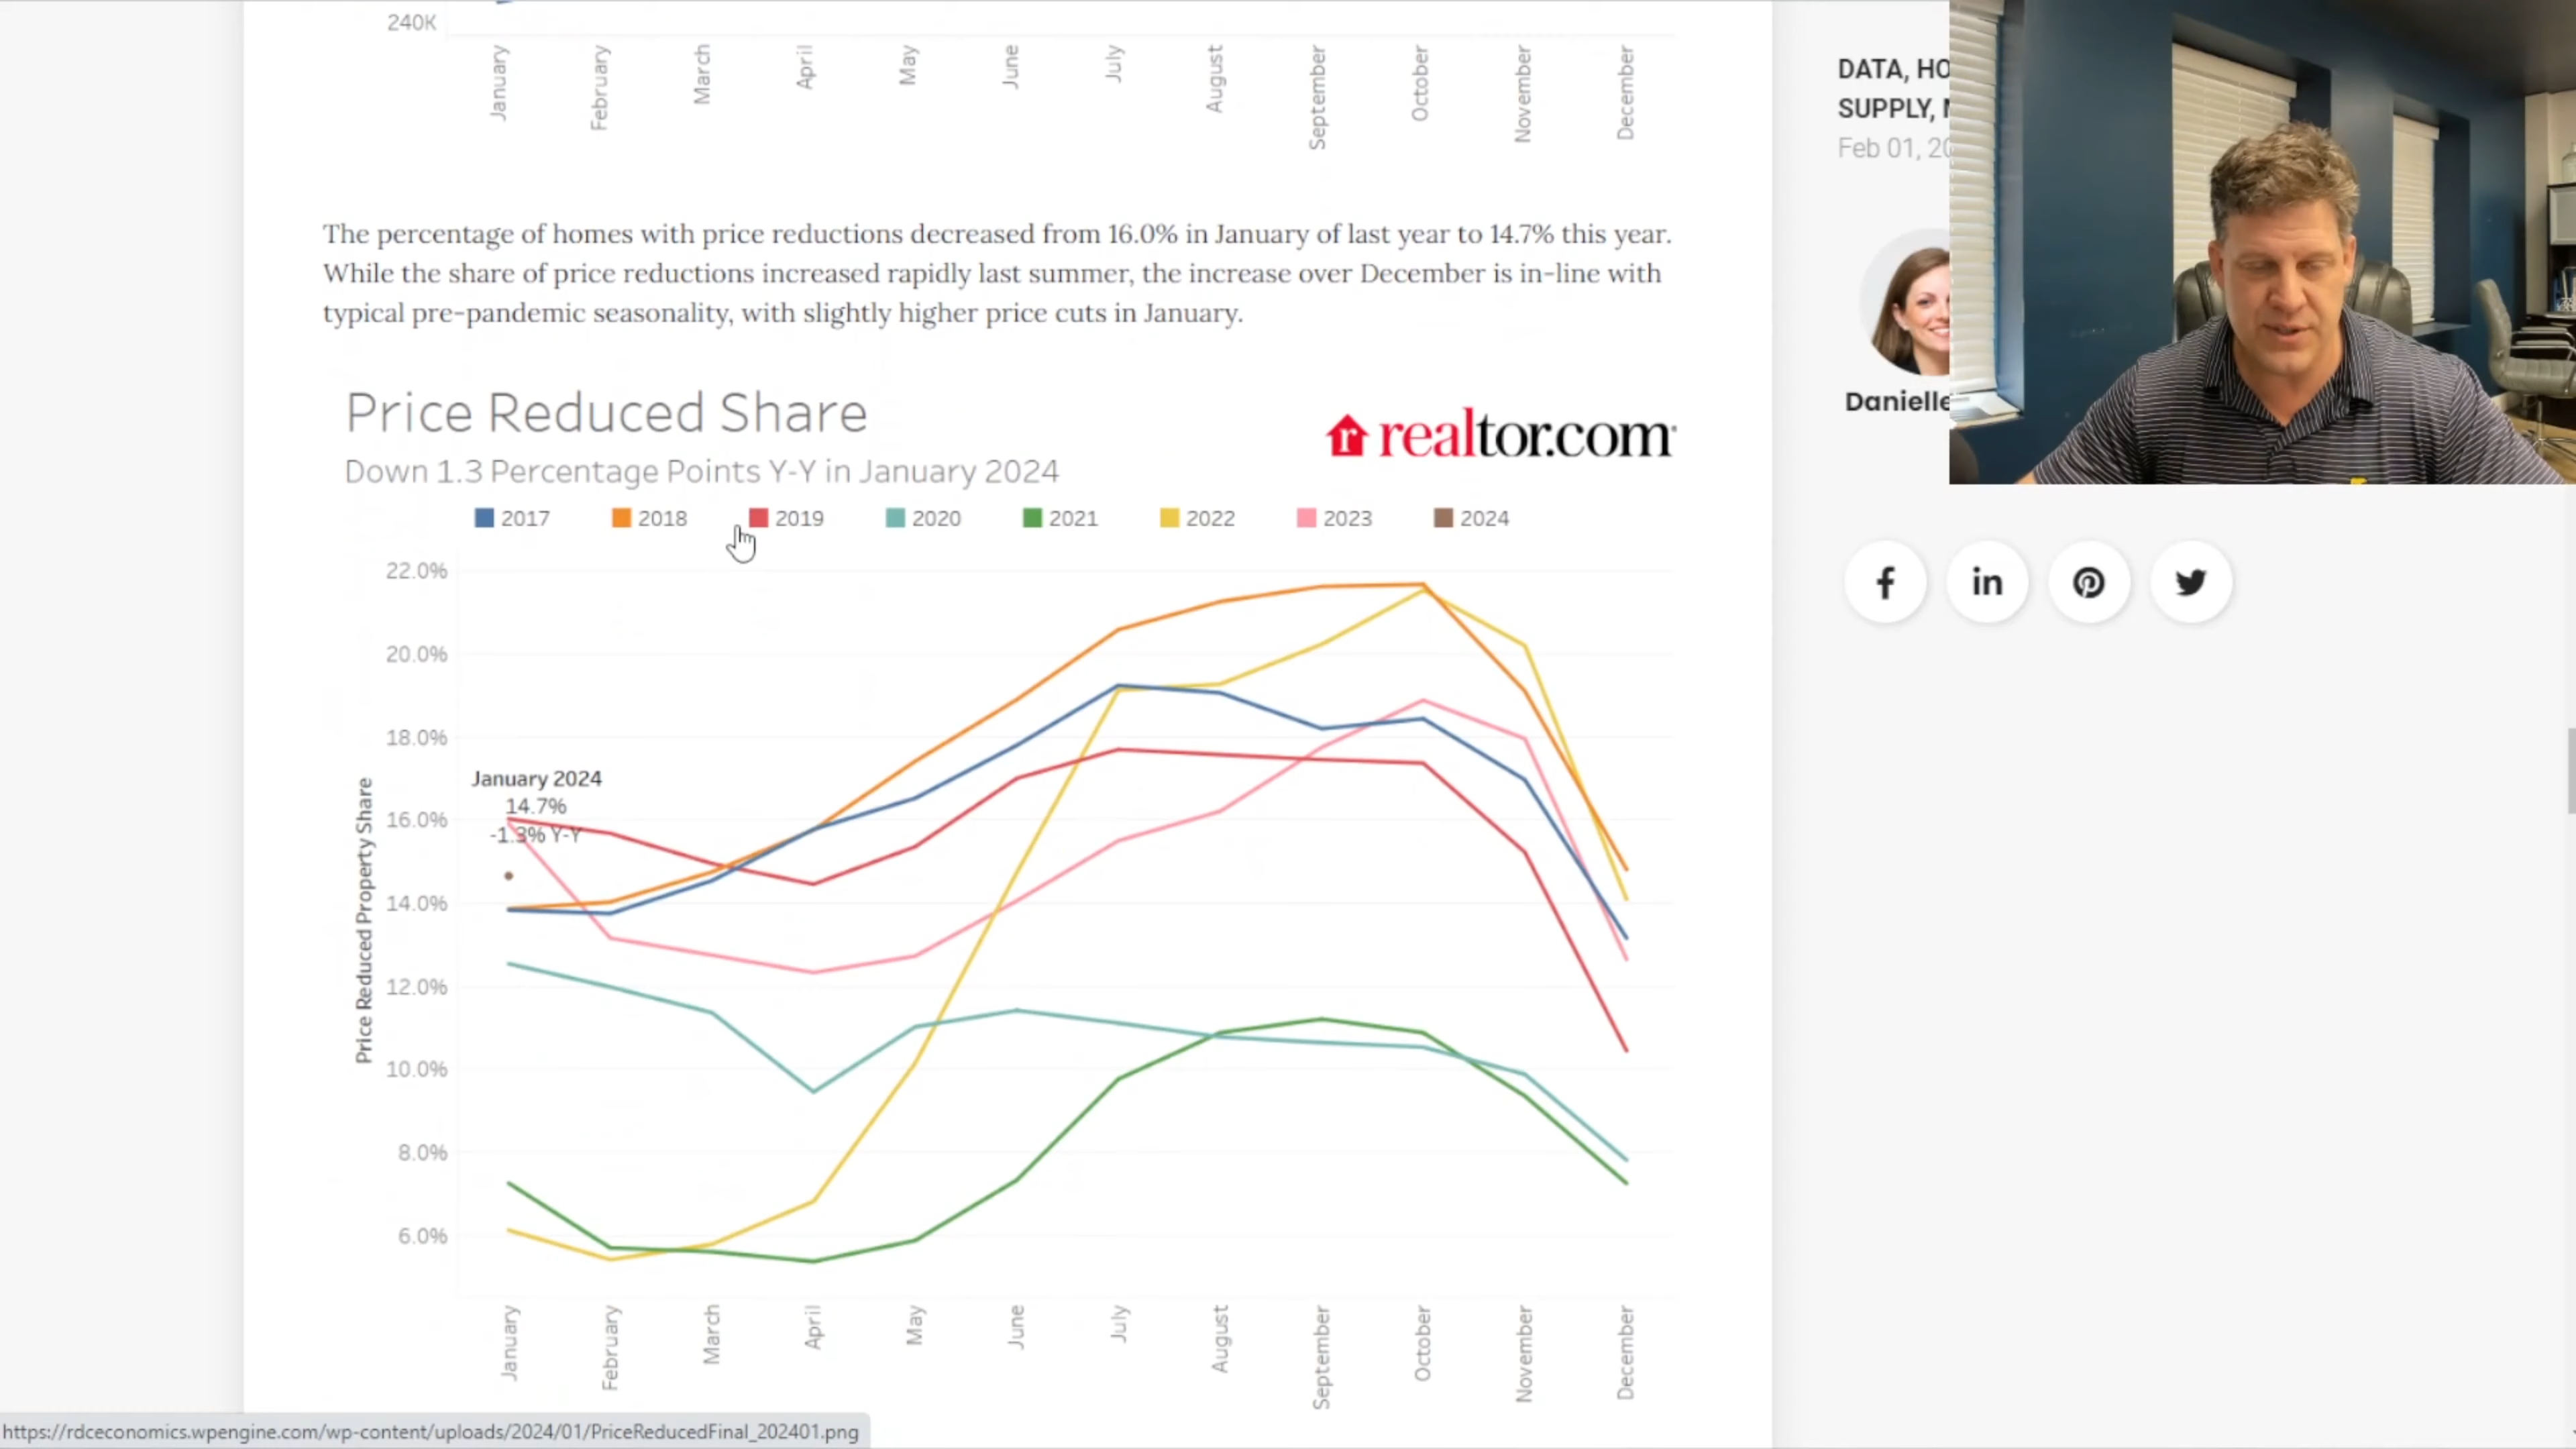 240K
January
February
March
April
May
June
July
August
September
October
November
December
DATA, HO
SUPPLY,
Feb 01, 20
Danielle
The percentage of homes with price reductions decreased from 16.0% in January of last year to 14.7% this year.
While the share of price reductions increased rapidly last summer, the increase over December is in-line with
typical pre-pandemic seasonality, with slightly higher price cuts in January.
Price Reduced Share
realtor.com
Down 1.3 Percentage Points Y-Y in January 2024
2017 2018 2019 2020 2021 2022 2023 2024
22.0%
20.0%
18.0%
16.0%
14.0%
12.0%
10.0%
8.0%
6.0%
Price Reduced Property Share
January 2024
14.7%
-1.3% Y-Y
January
February
March
April
May
June
July
August
September
October
November
December
https://rdceconomics.wpengine.com/wp-content/uploads/2024/01/PriceReducedFinal_202401.png